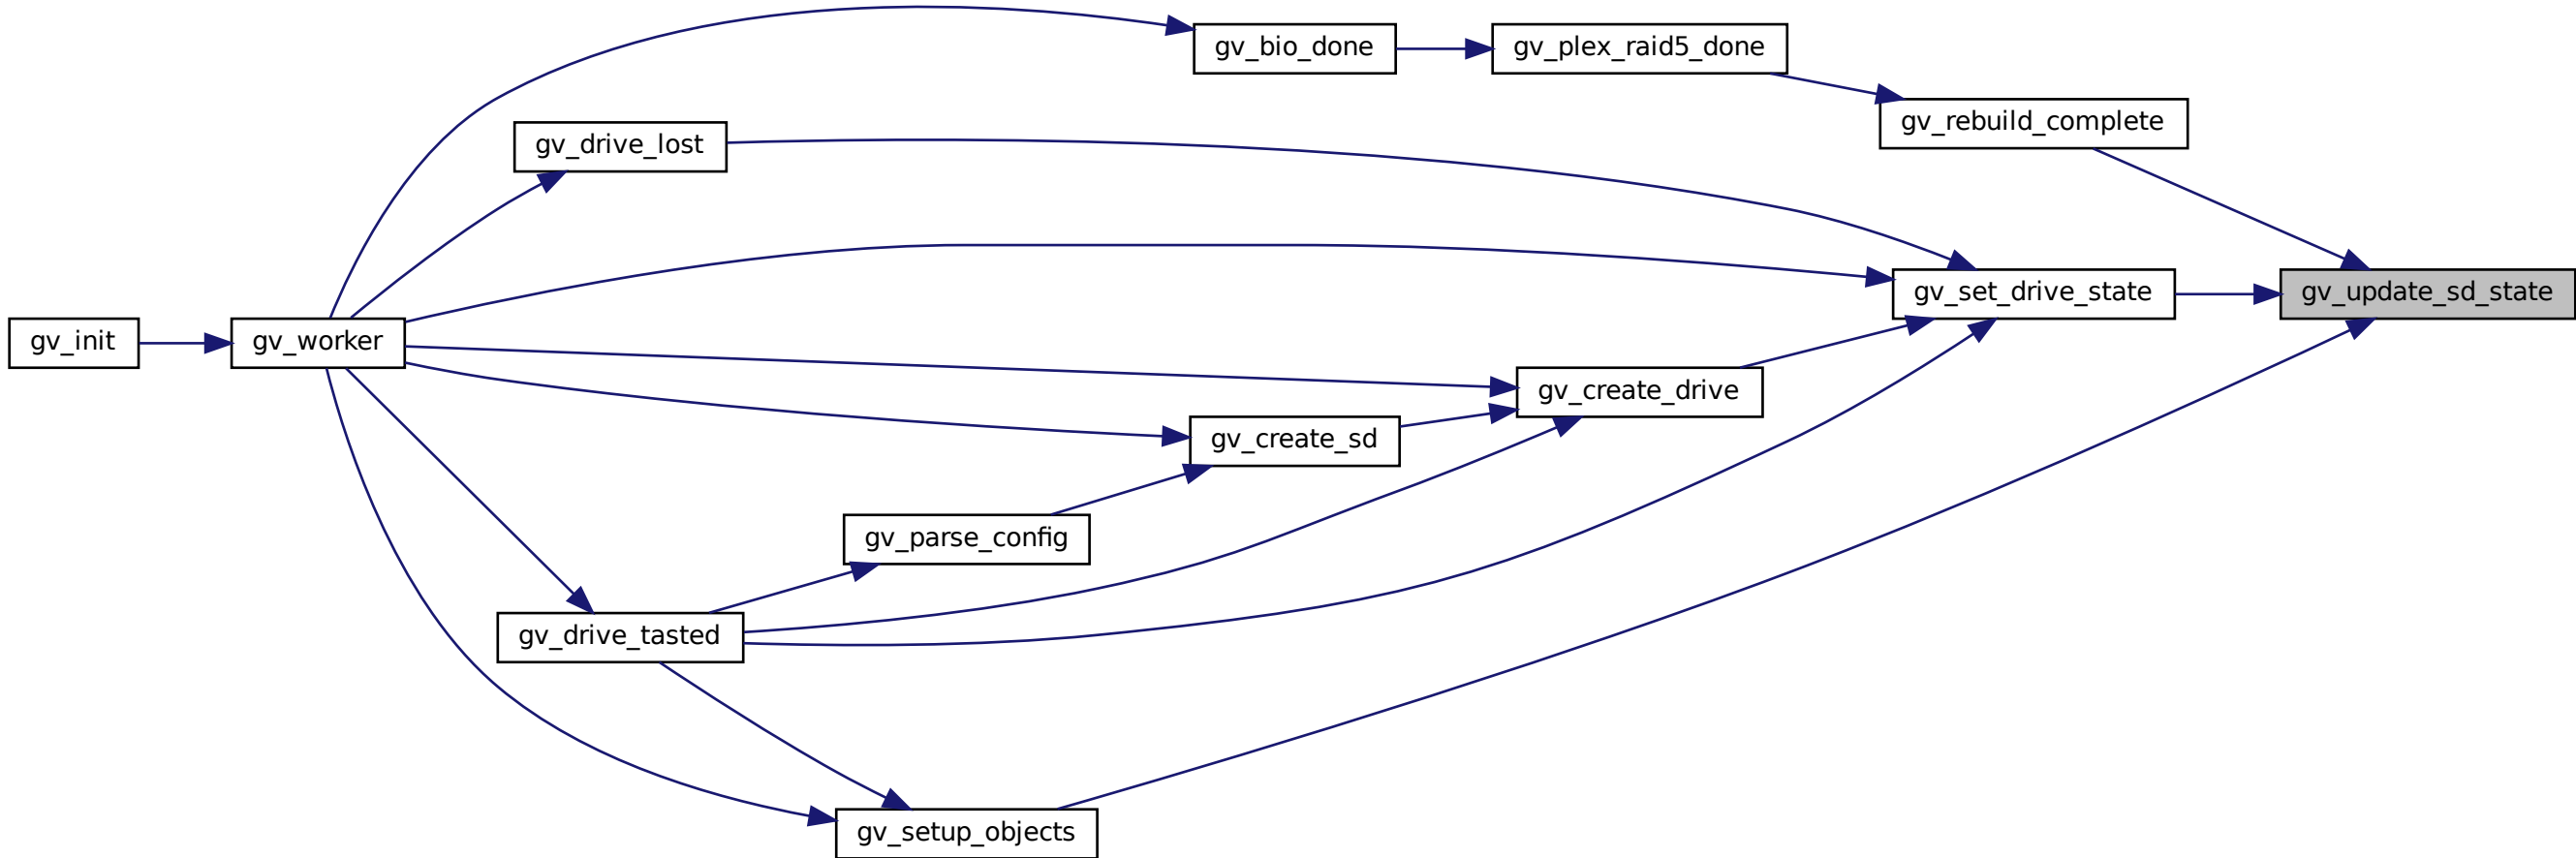 gv_bio_done
gv_plex_raid5_done
gv_rebuild_complete
gv_drive_lost
gv_set_drive_state
gv_update_sd_state
gv_init
gv_worker
gv_create_drive
gv_create_sd
gv_parse_config
gv_drive_tasted
gv_setup_objects